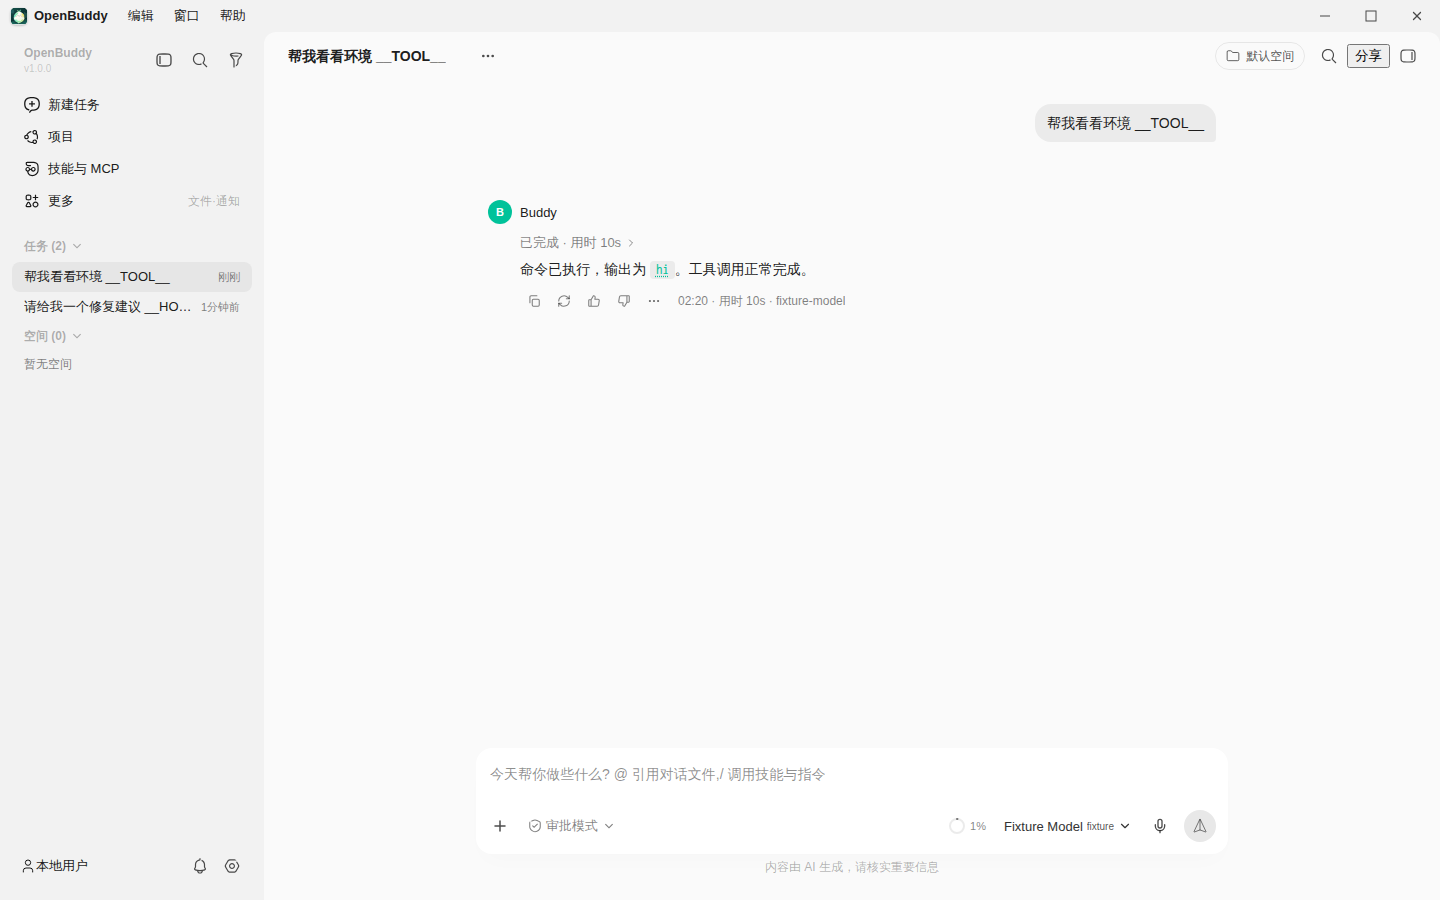 OpenBuddy 编辑 窗口 帮助
OpenBuddy
v1.0.0
新建任务
项目
技能与 MCP
更多 文件·通知
任务 (2)
帮我看看环境 __TOOL__ 刚刚
请给我一个修复建议 __HO… 1分钟前
空间 (0)
暂无空间
本地用户
帮我看看环境 __TOOL__
默认空间 分享
帮我看看环境 __TOOL__
B Buddy
已完成 · 用时 10s
命令已执行，输出为 hi。工具调用正常完成。
02:20 · 用时 10s · fixture-model
今天帮你做些什么? @ 引用对话文件,/ 调用技能与指令
审批模式 1% Fixture Model fixture
内容由 AI 生成，请核实重要信息